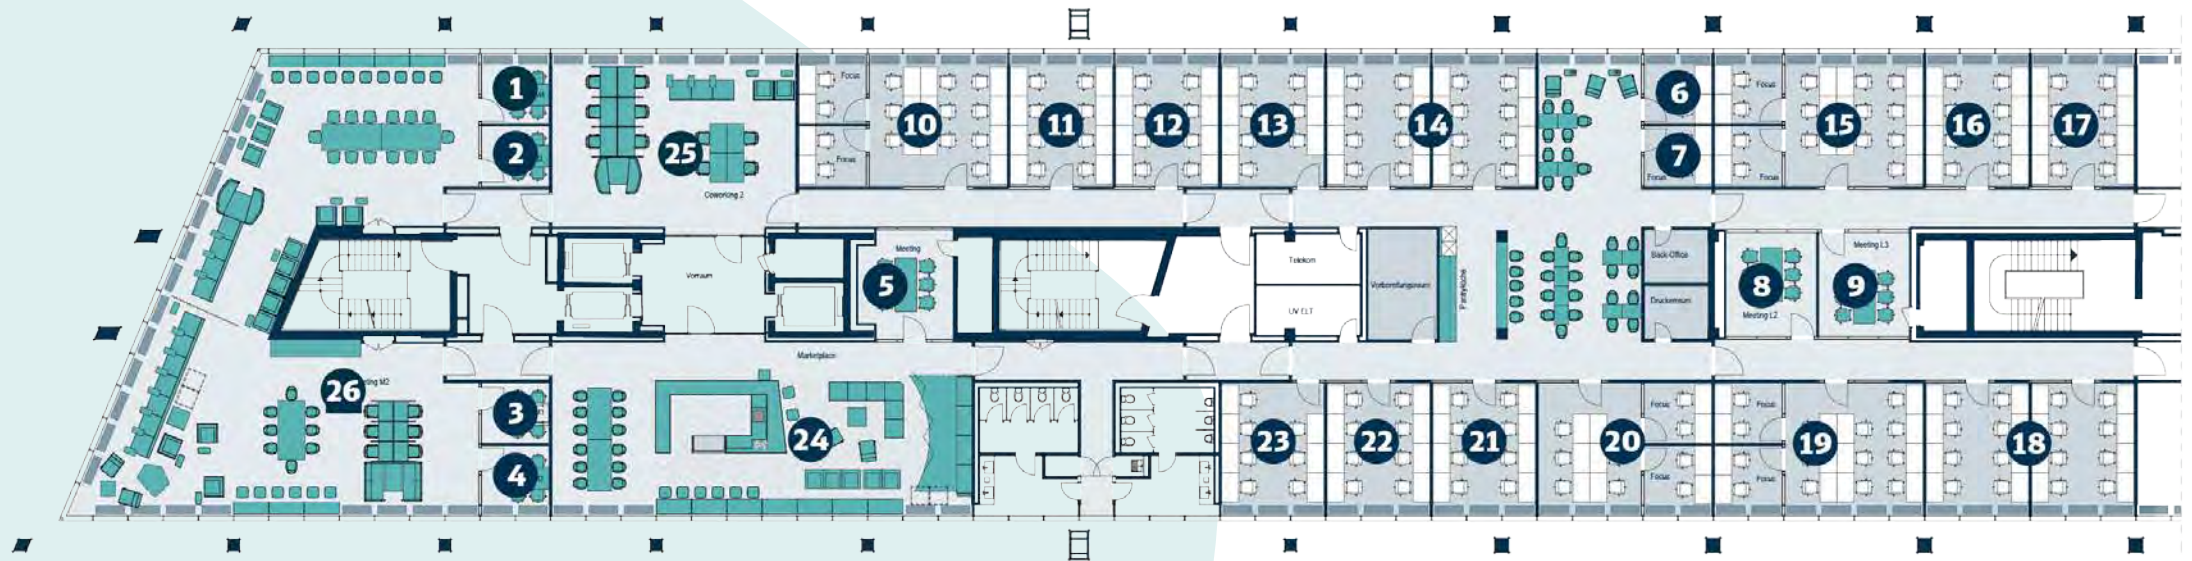 1
2
25
Coworking 2
Focus
Focus
10
11
12
13
14
6
7
Focus
Focus
Focus
15
16
17
Vorraum
Meeting
5
Telekom
UV ELT
Vorbereitungsraum
Pantryküche
Back-Office
Druckerraum
8
Meeting L2
Meeting L3
9
26
3
4
Marketplace
24
23
22
21
20
Focus
Focus
Focus
Focus
19
18